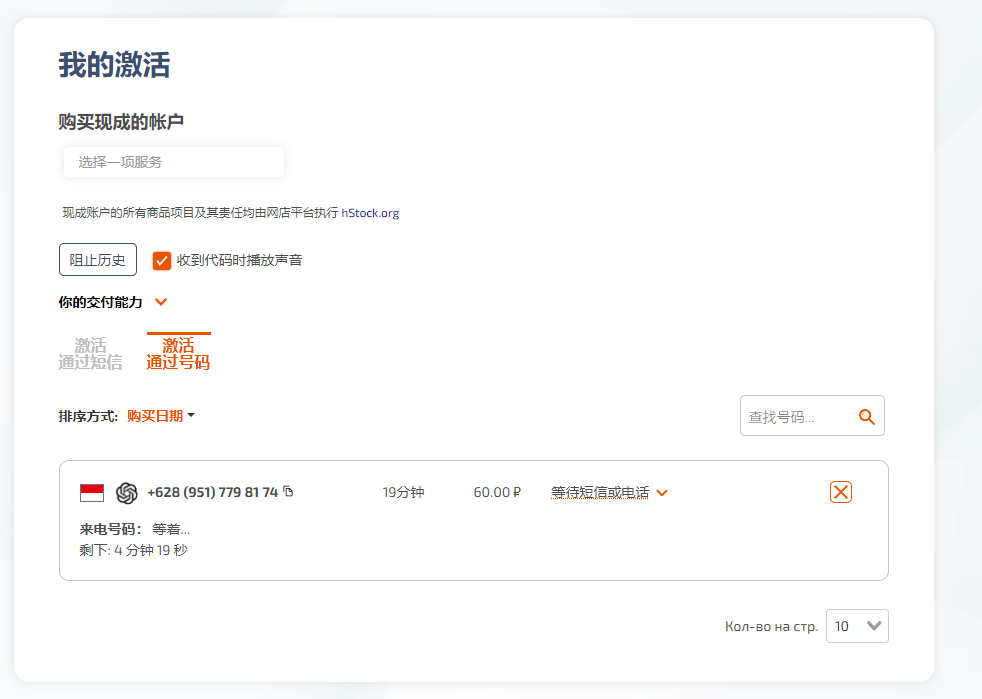 我的激活
购买现成的帐户
选择一项服务
现成账户的所有商品项目及其责任均由网店平台执行 hStock.org
阻止历史 收到代码时播放声音
你的交付能力
激活 激活
通过短信 通过号码
排序方式: 购买日期
查找号码...
+628 (951) 779 81 74 19分钟 60.00 ₽ 等待短信或电话
来电号码： 等着...
剩下: 4 分钟 19 秒
Кол-во на стр. 10